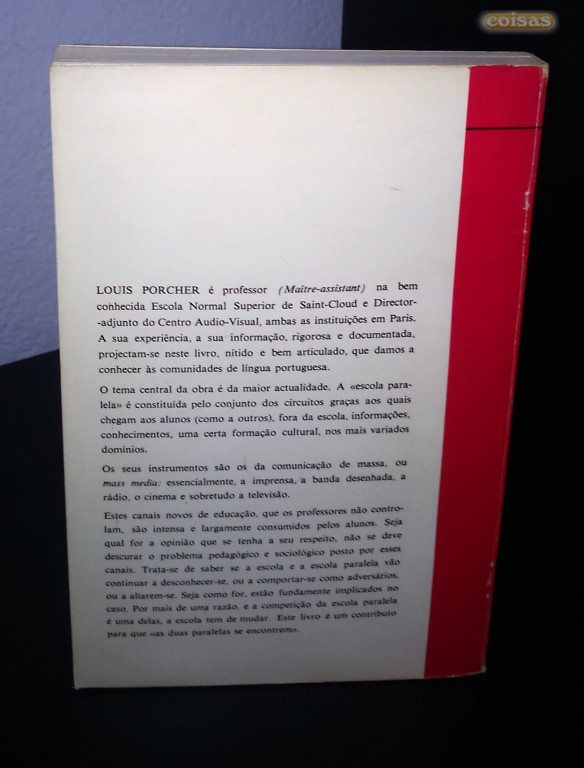 coisas
LOUIS PORCHER é professor (Maître-assistant) na bem
conhecida Escola Normal Superior de Saint-Cloud e Director-
-adjunto do Centro Audio-Visual, ambas as instituições em Paris.
A sua experiência, a sua informação, rigorosa e documentada,
projectam-se neste livro, nítido e bem articulado, que damos a
conhecer às comunidades de língua portuguesa.
O tema central da obra é da maior actualidade. A «escola para-
lela» é constituída pelo conjunto dos circuitos graças aos quais
chegam aos alunos (como a outros), fora da escola, informações,
conhecimentos, uma certa formação cultural, nos mais variados
domínios.
Os seus instrumentos são os da comunicação de massa, ou
mass media: essencialmente, a imprensa, a banda desenhada, a
rádio, o cinema e sobretudo a televisão.
Estes canais novos de educação, que os professores não contro-
lam, são intensa e largamente consumidos pelos alunos. Seja
qual for a opinião que se tenha a seu respeito, não se deve
descurar o problema pedagógico e sociológico posto por esses
canais. Trata-se de saber se a escola e a escola paralela vão
continuar a desconhecer-se, ou a comportar-se como adversários,
ou a aliarem-se. Seja como for, estão fundamente implicados no
caso. Por mais de uma razão, e a competição da escola paralela
é uma delas, a escola tem de mudar. Este livro é um contributo
para que «as duas paralelas se encontrem».